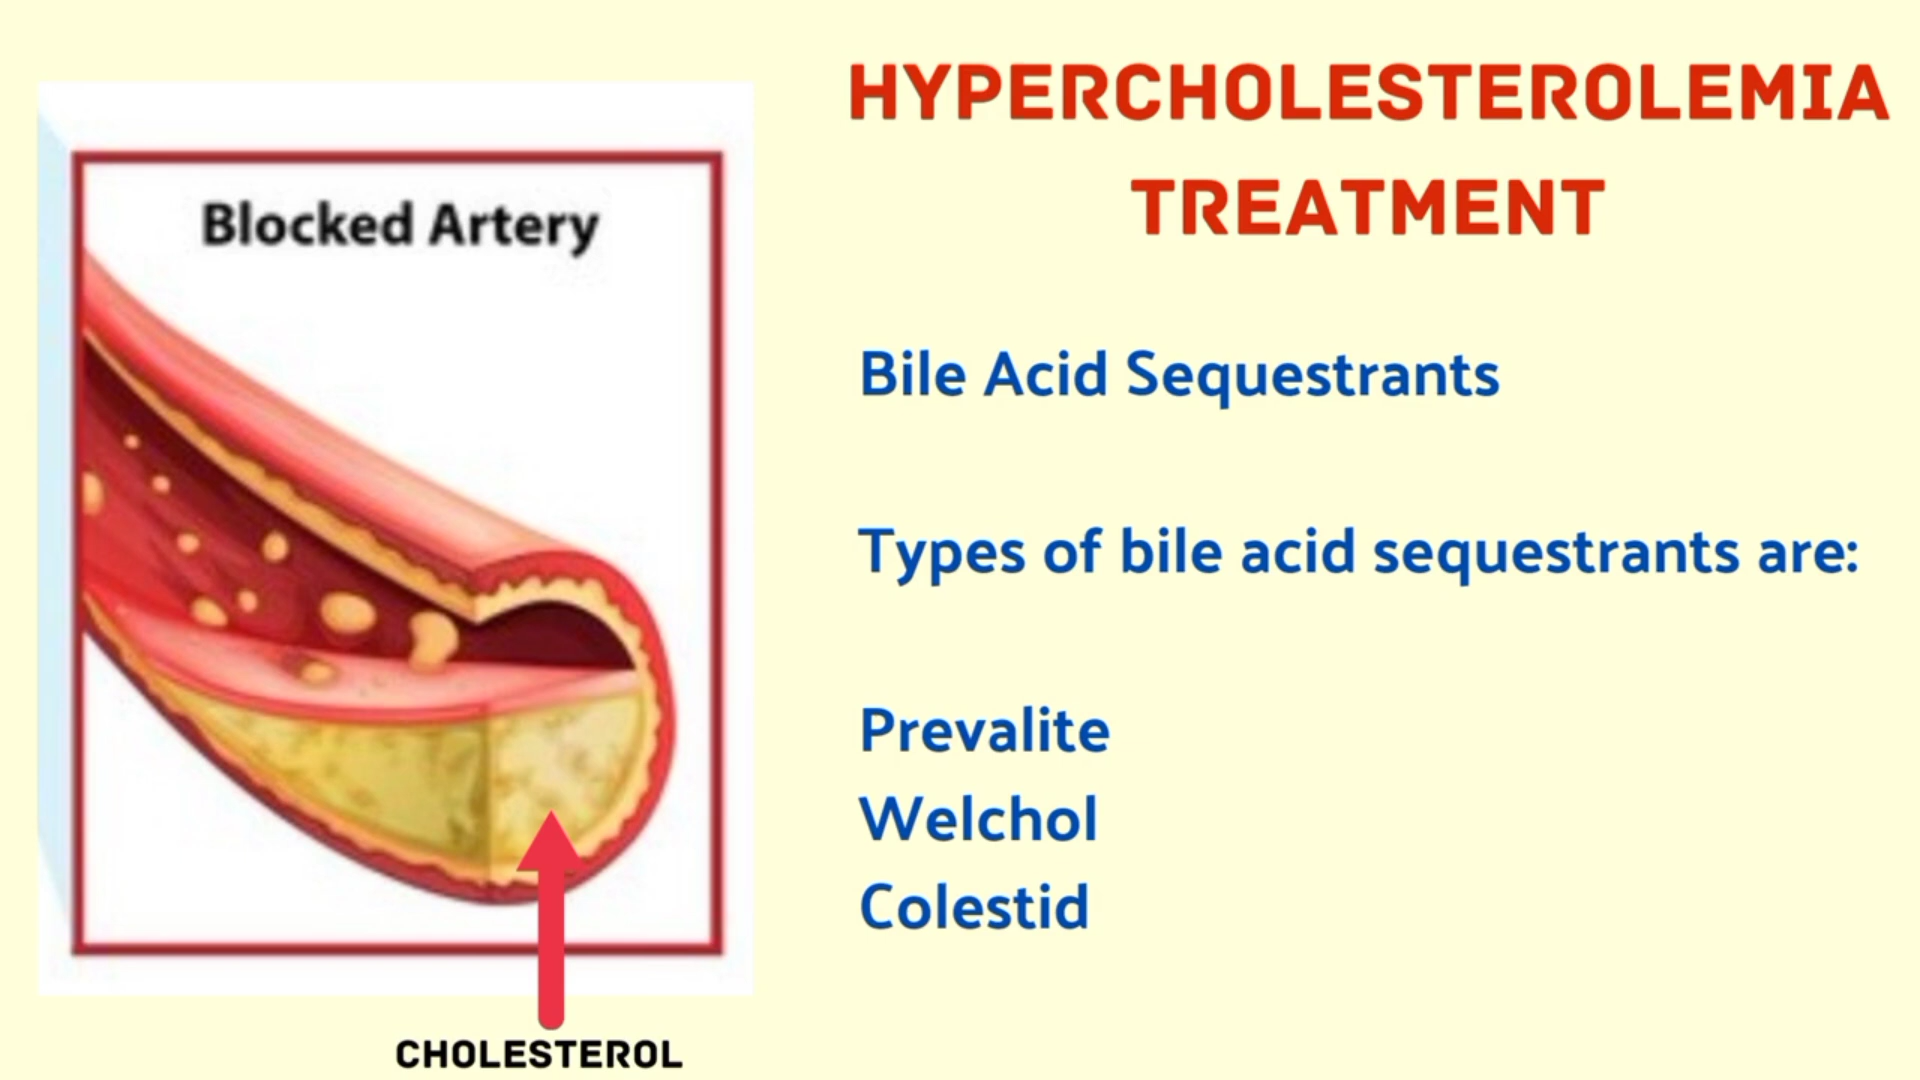 HYPERCHOLESTEROLEMIA
TREATMENT
Blocked Artery
Bile Acid Sequestrants
Types of bile acid sequestrants are:
Prevalite
Welchol
Colestid
CHOLESTEROL